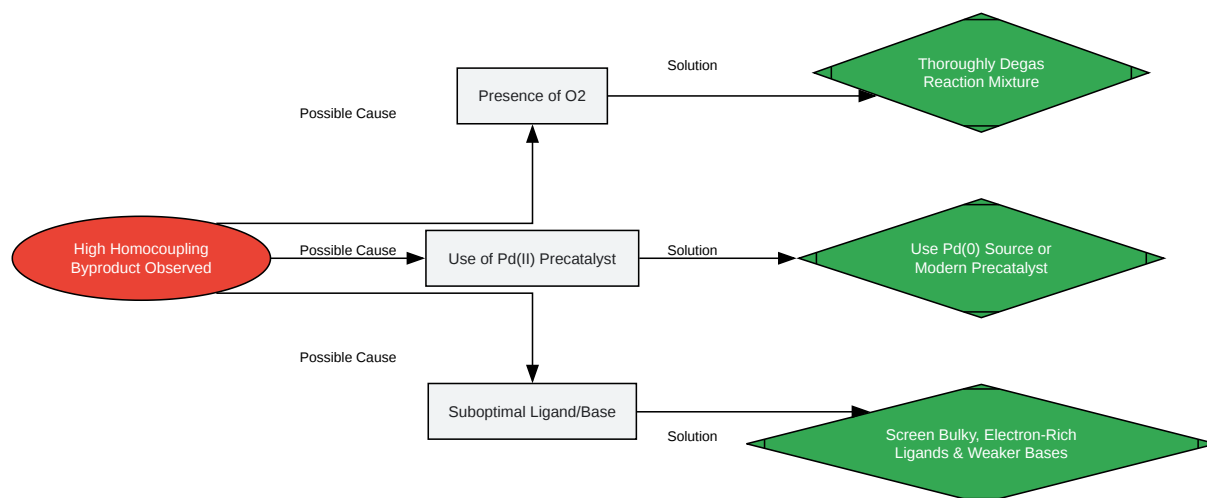 Thoroughly Degas
Reaction Mixture
Solution
Presence of O2
Possible Cause
High Homocoupling
Byproduct Observed
Possible Cause
Use of Pd(II) Precatalyst
Solution
Use Pd(0) Source or
Modern Precatalyst
Possible Cause
Suboptimal Ligand/Base
Solution
Screen Bulky, Electron-Rich
Ligands & Weaker Bases